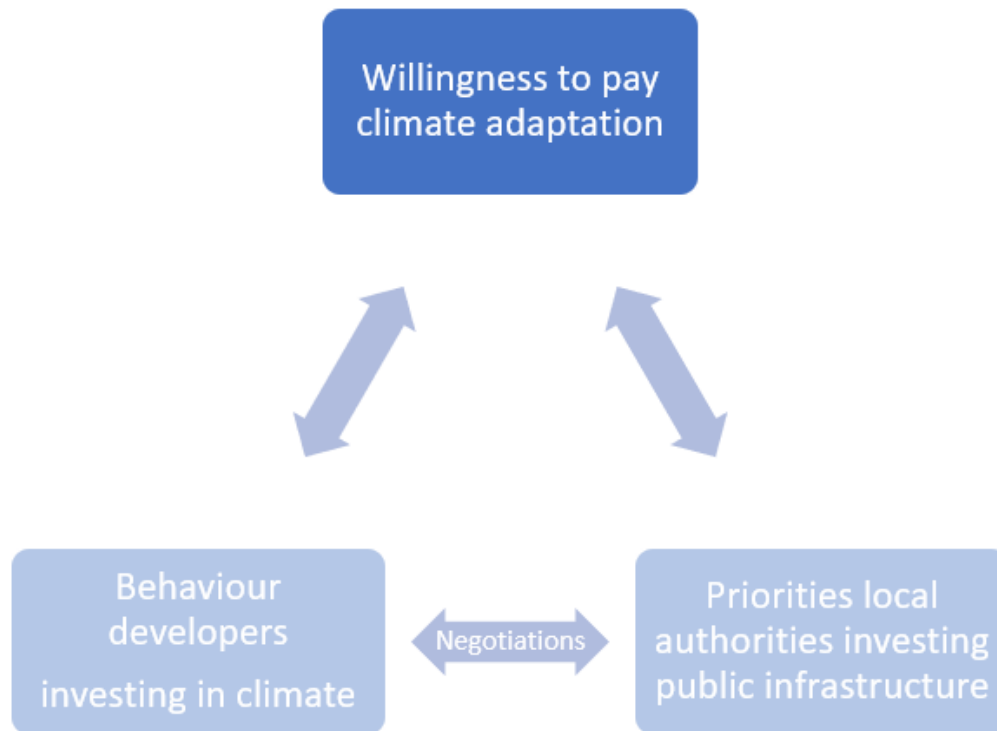 Willingness to pay
climate adaptation
Behaviour
developers
investing in climate
Negotiations
Priorities local
authorities investing
public infrastructure